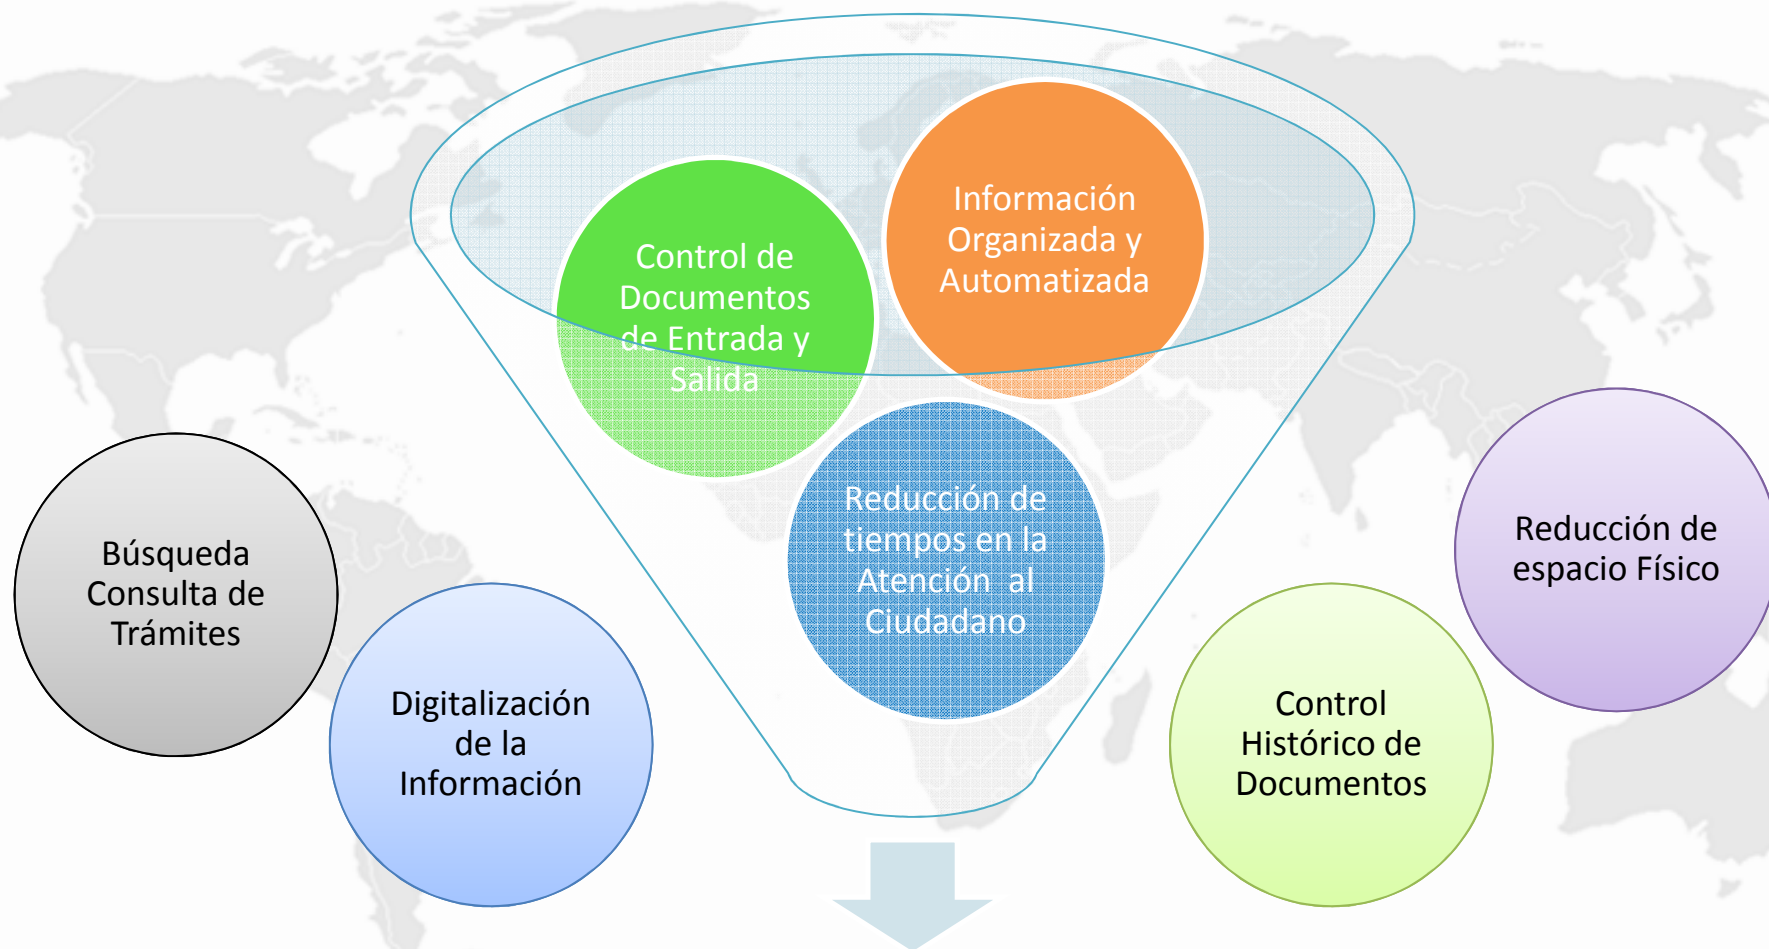 Información
Organizada y
Automatizada
Control de
Documentos
de Entrada y
Salida
Reducción de
tiempos en la
Atención al
Ciudadano
Búsqueda
Consulta de
Trámites
Digitalización
de la
Información
Control
Histórico de
Documentos
Reducción de
espacio Físico